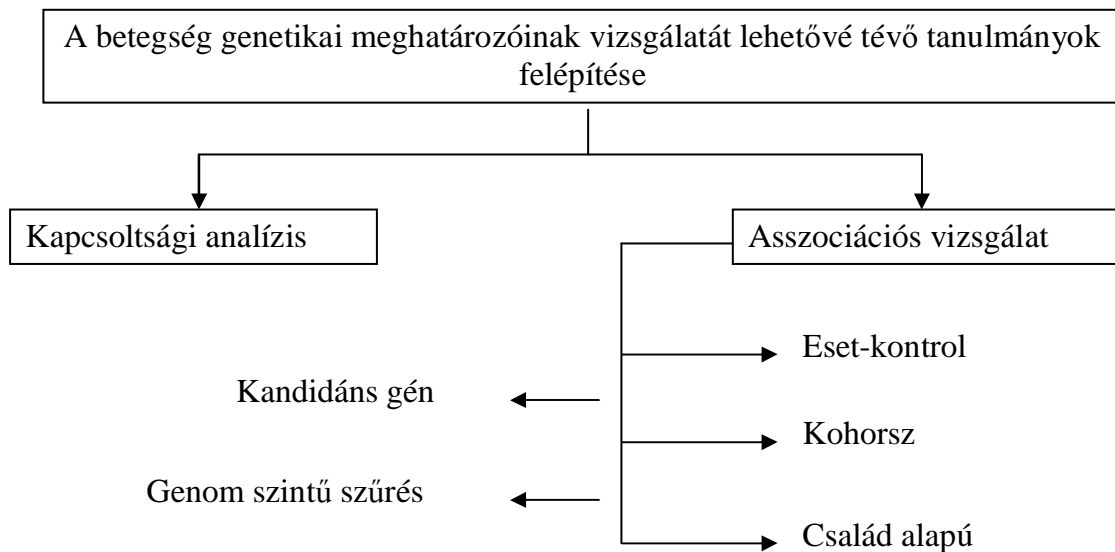 A betegség genetikai meghatározóinak vizsgálatát lehetővé tévő tanulmányok
felépítése
Kapcsoltsági analízis
Asszociációs vizsgálat
Eset-kontrol
Kandidáns gén
Kohorsz
Genom szintű szűrés
Család alapú